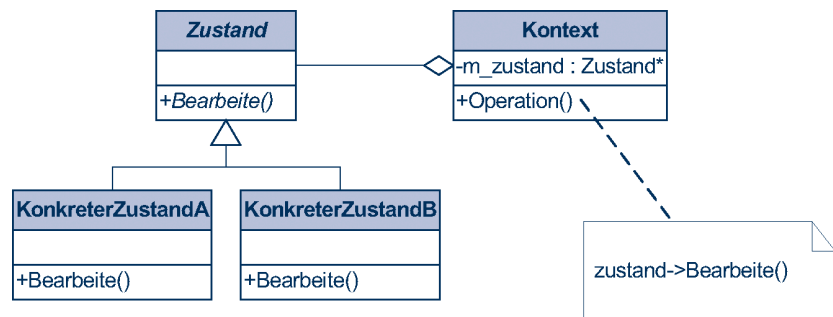 Zustand
+Bearbeite()
Kontext
-m_zustand : Zustand*
+Operation()
KonkreterZustandA
+Bearbeite()
KonkreterZustandB
+Bearbeite()
zustand->Bearbeite()